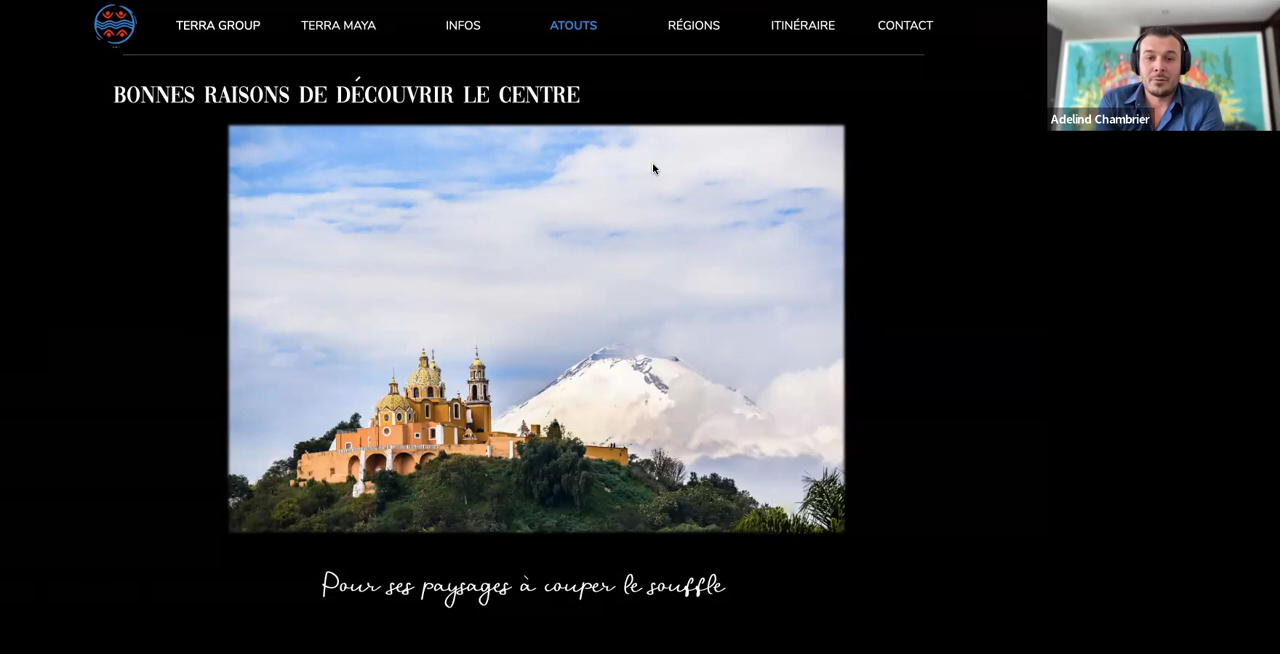 TERRA GROUP
TERRA MAYA
INFOS
ATOUTS
RÉGIONS
ITINÉRAIRE
CONTACT
BONNES RAISONS DE DÉCOUVRIR LE CENTRE
Adelind Chambrier
Pour ses paysages à couper le souffle